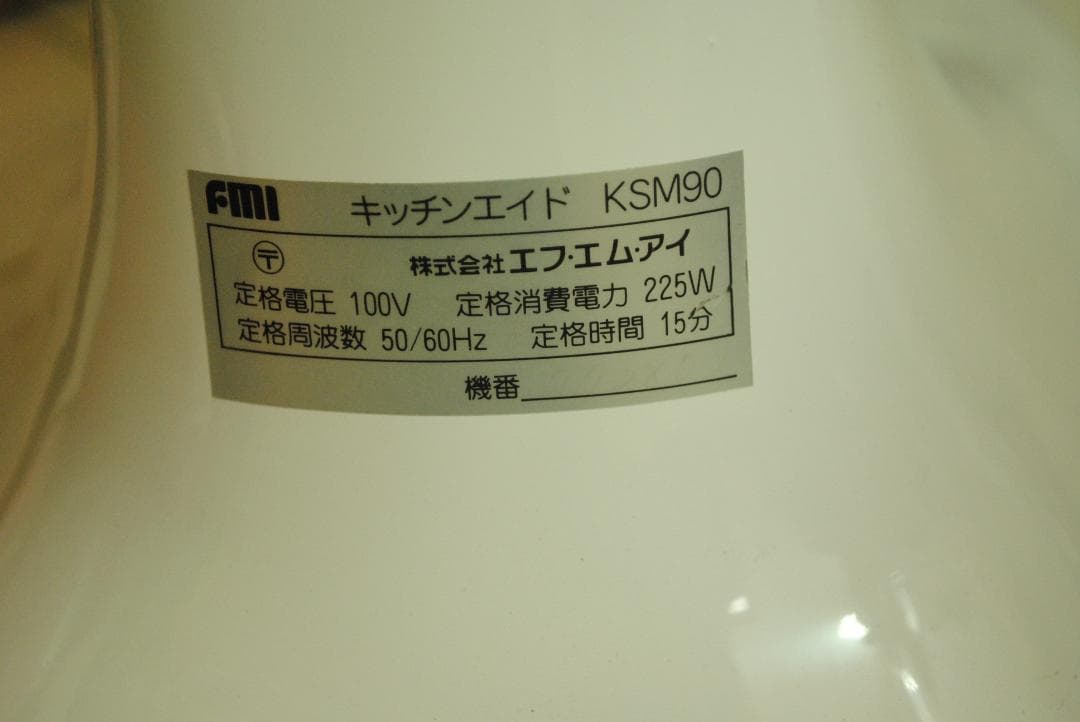 FMI キッチンエイド KSM90
〒 株式会社エフ・エム・アイ
定格電圧 100V 定格消費電力 225W
定格周波数 50/60Hz 定格時間 15分
機番